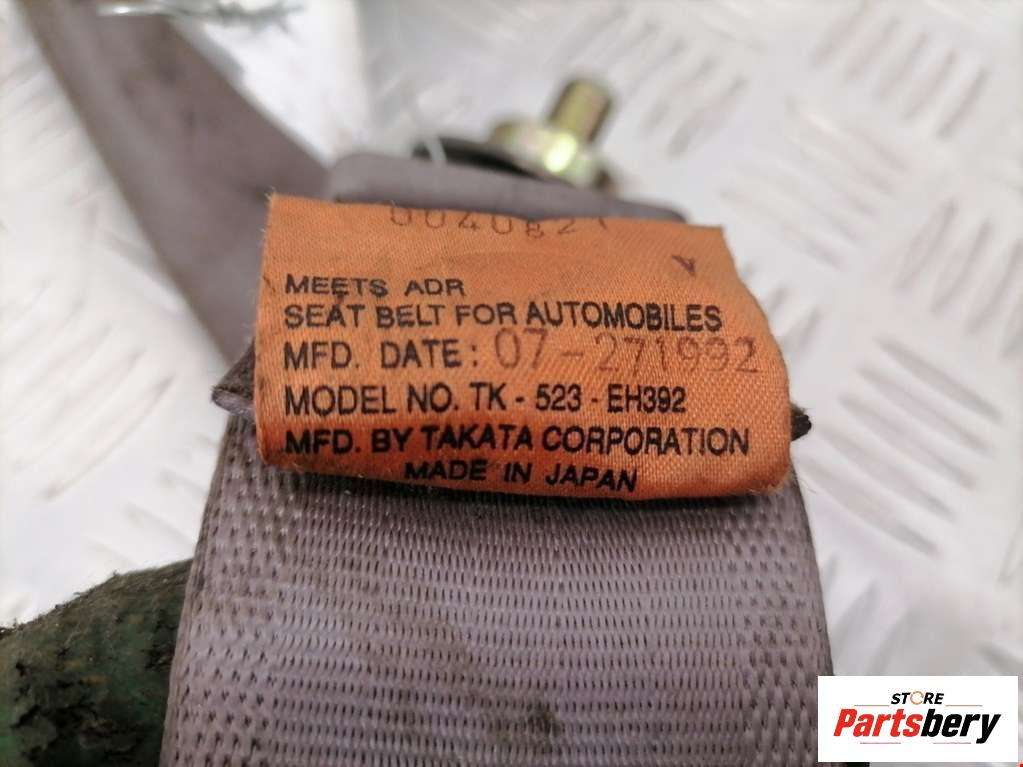 MEETS ADR
SEAT BELT FOR AUTOMOBILES
MFD. DATE: 07-271992
MODEL NO. TK - 523 - EH392
MFD. BY TAKATA CORPORATION
MADE IN JAPAN
STORE
Partsbery